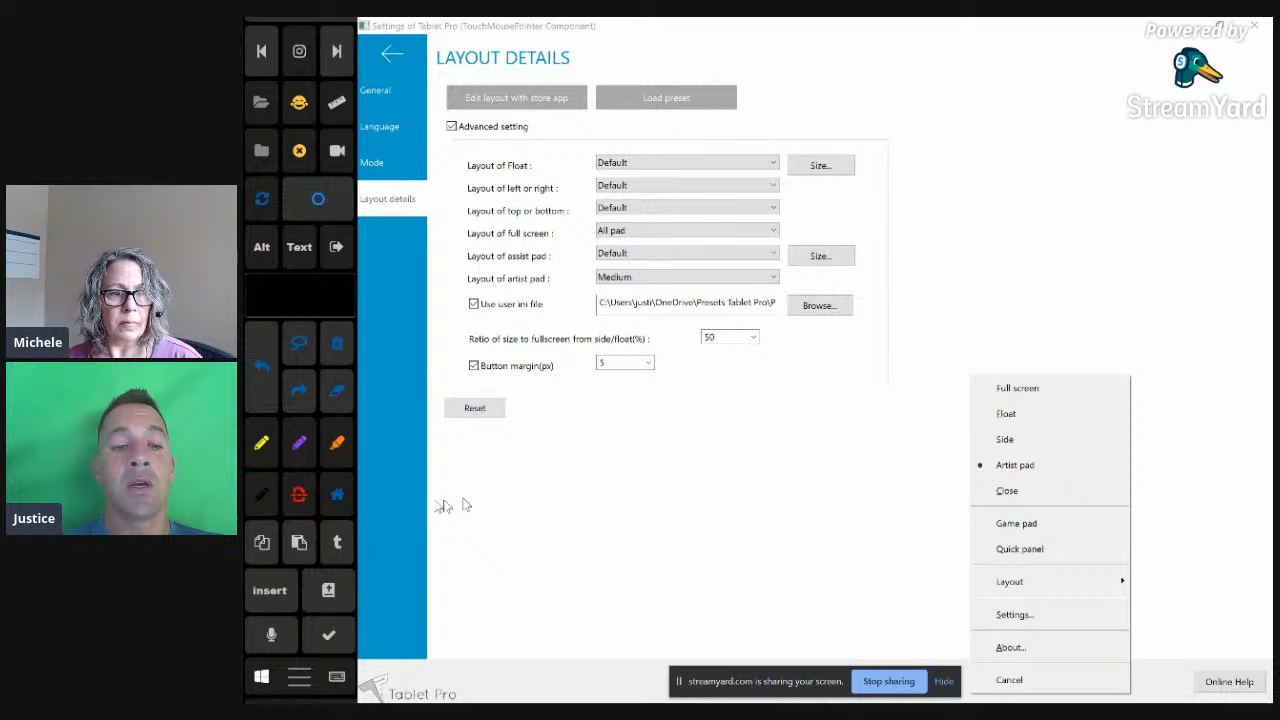 Settings of Tablet Pro (TouchMousePointer Component)
Powered by
StreamYard
LAYOUT DETAILS
General
Language
Mode
Layout details
Edit layout with store app
Load preset
Advanced setting
Layout of Float :
Default
Size...
Layout of left or right :
Default
Layout of top or bottom :
Default
Layout of full screen :
All pad
Layout of assist pad :
Default
Size...
Layout of artist pad :
Medium
Use user ini file
C:\Users\justi\OneDrive\Presets Tablet Pro\P
Browse...
Ratio of size to fullscreen from side/float(%) :
50
Button margin(px)
5
Reset
Full screen
Float
Side
Artist pad
Close
Game pad
Quick panel
Layout
Settings...
About...
Cancel
Alt
Text
t
insert
Michele
Justice
Tablet Pro
streamyard.com is sharing your screen.
Stop sharing
Hide
Online Help